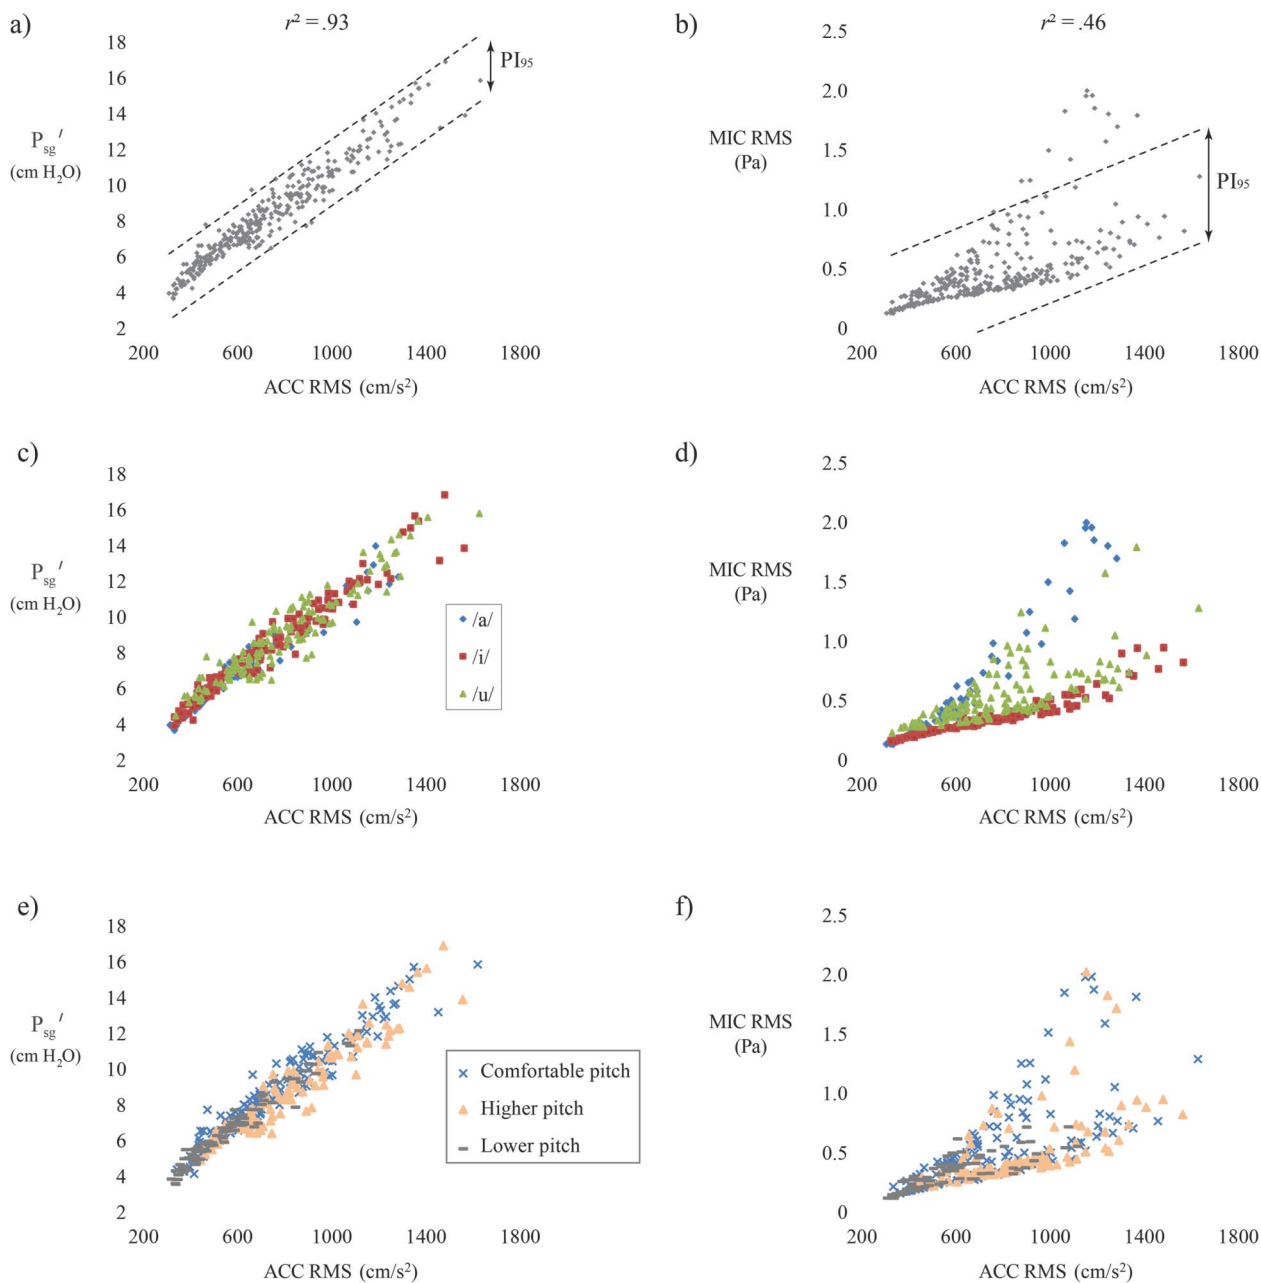 a)
r² = .93
18
16
14
12
10
8
6
4
2
P_sg′
(cm H₂O)
PI₉₅
200 600 1000 1400 1800
ACC RMS (cm/s²)
b)
r² = .46
2.5
2.0
1.5
1.0
0.5
0
MIC RMS
(Pa)
PI₉₅
200 600 1000 1400 1800
ACC RMS (cm/s²)
c)
18
16
14
12
10
8
6
4
2
P_sg′
(cm H₂O)
/a/
/i/
/u/
200 600 1000 1400 1800
ACC RMS (cm/s²)
d)
2.5
2.0
1.5
1.0
0.5
0
MIC RMS
(Pa)
200 600 1000 1400 1800
ACC RMS (cm/s²)
e)
18
16
14
12
10
8
6
4
2
P_sg′
(cm H₂O)
Comfortable pitch
Higher pitch
Lower pitch
200 600 1000 1400 1800
ACC RMS (cm/s²)
f)
2.5
2.0
1.5
1.0
0.5
0
MIC RMS
(Pa)
200 600 1000 1400 1800
ACC RMS (cm/s²)